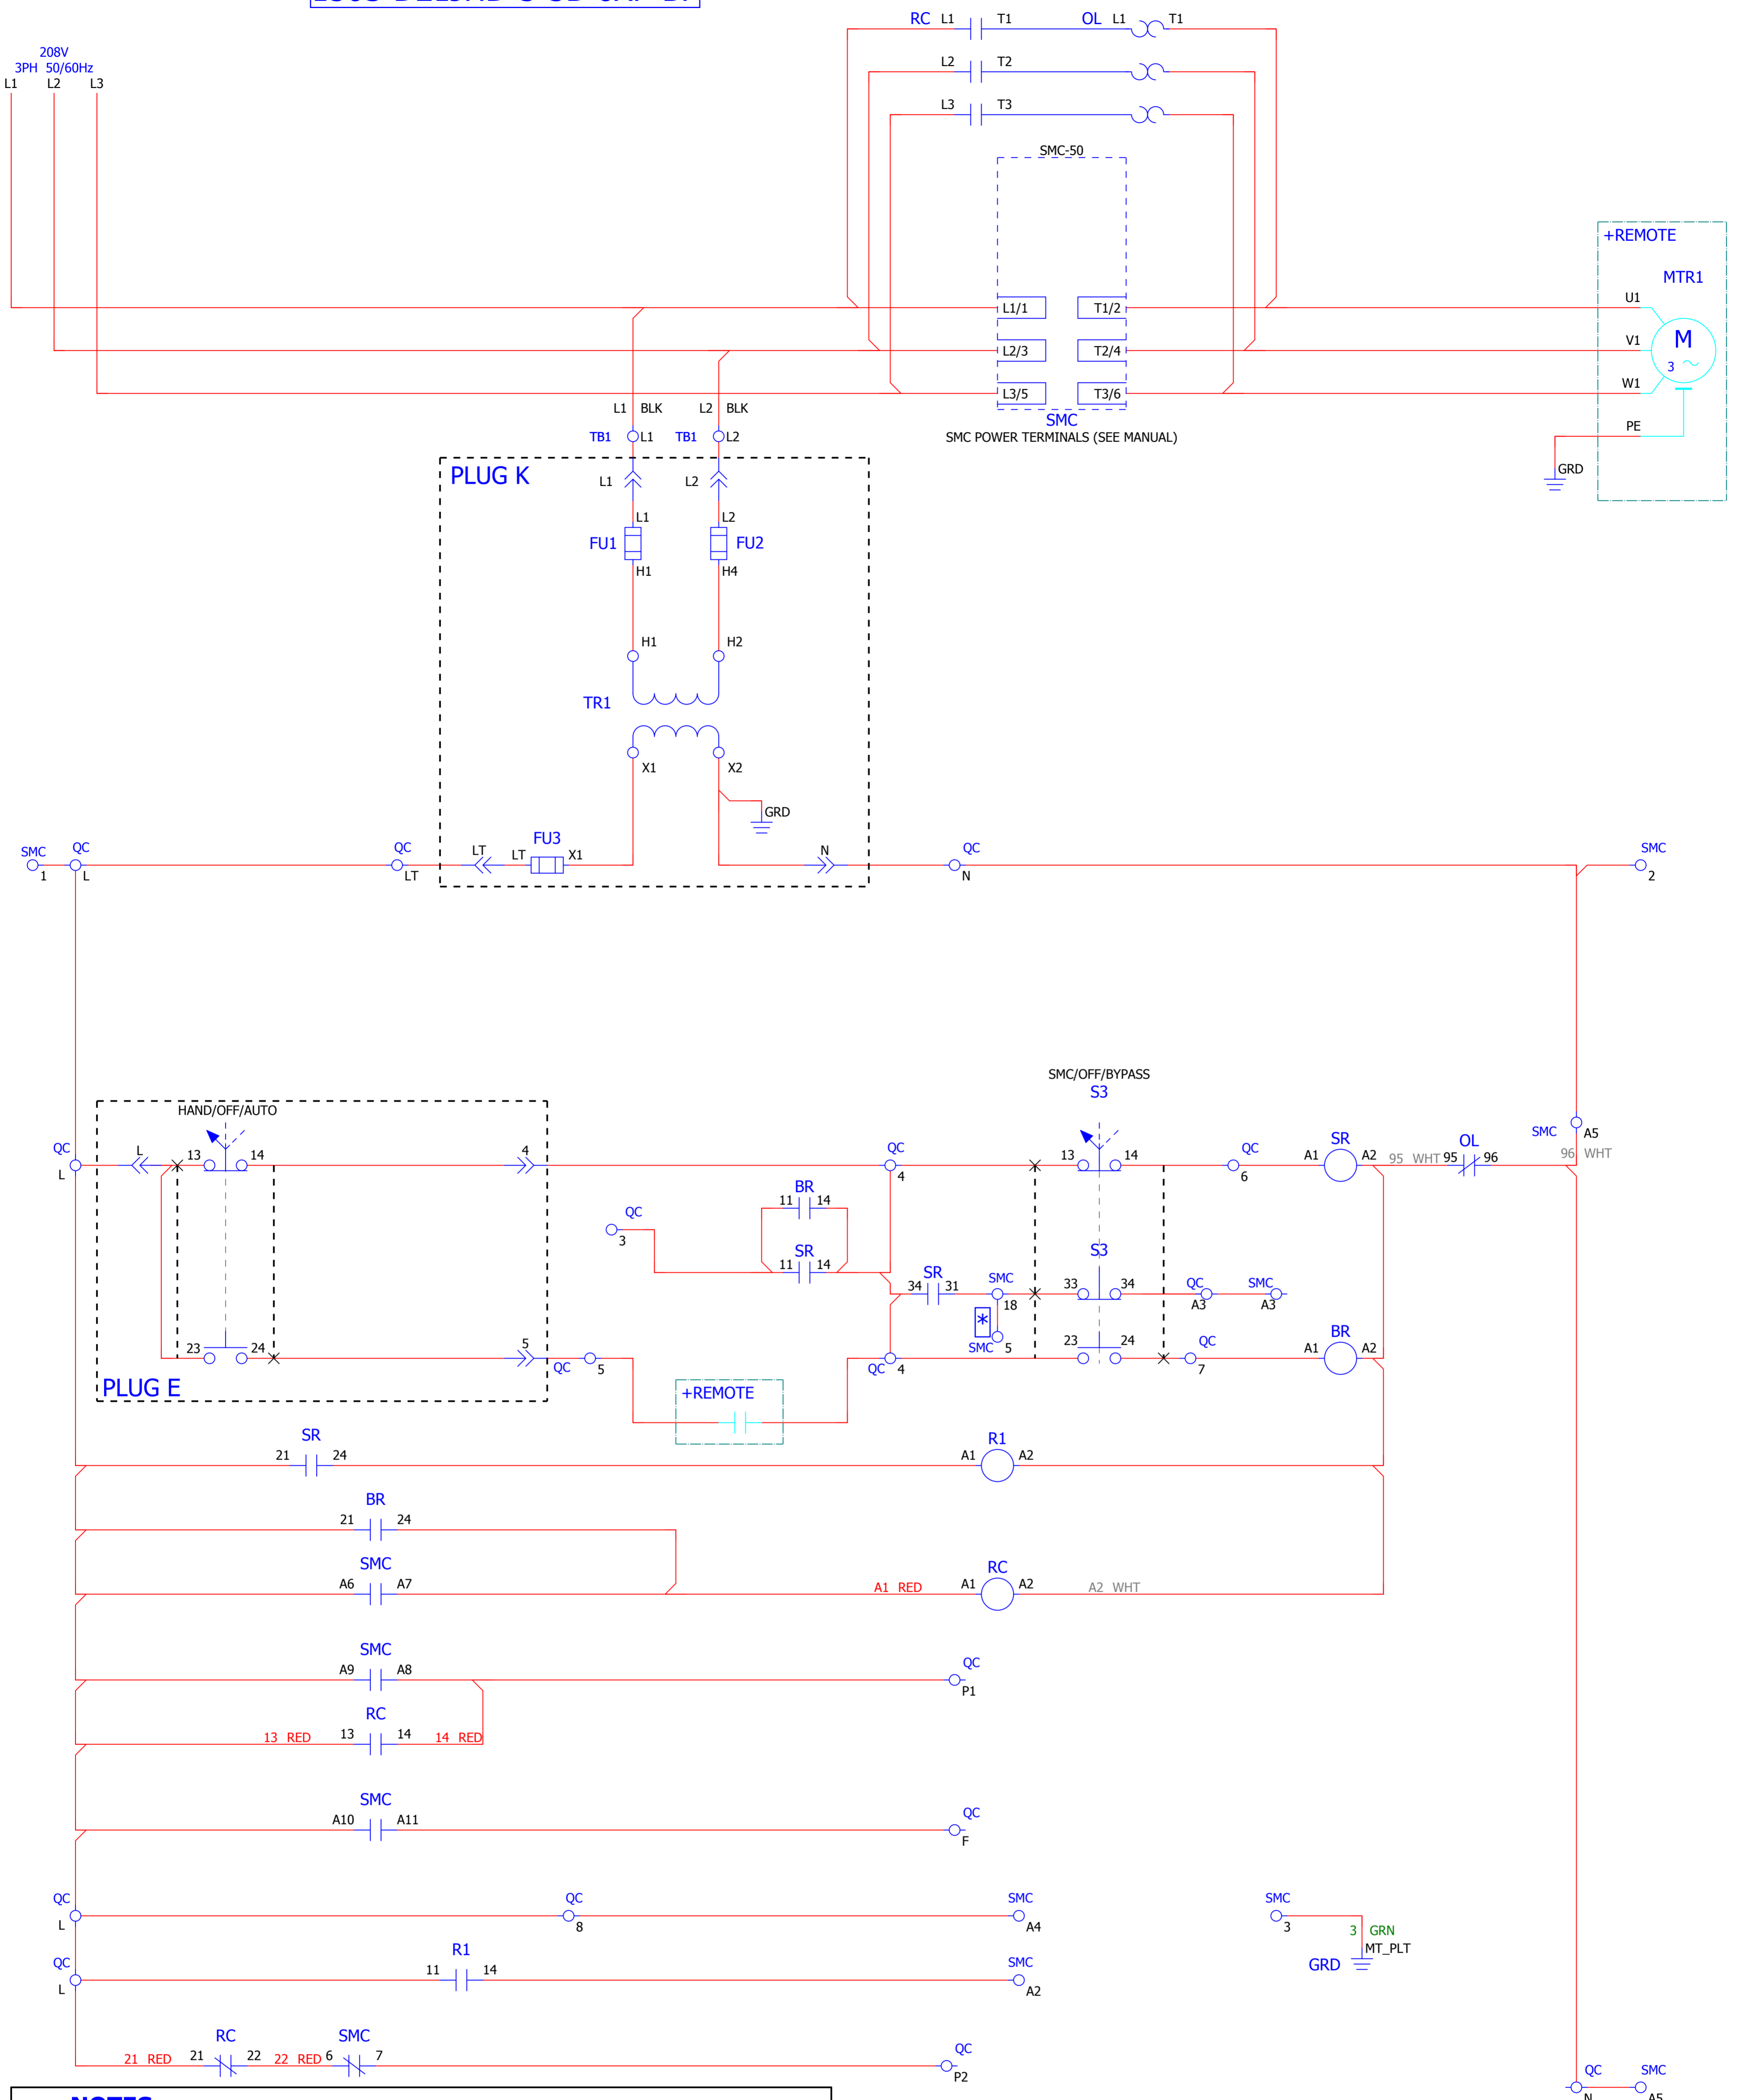 RC L1 T1 OL L1 T1
208V
3PH 50/60Hz
L1 L2 L3
L2 T2
L3 T3
SMC-50
+REMOTE
MTR1
L1/1 T1/2 U1
L2/3 T2/4 V1 M
3
L3/5 T3/6 W1
L1 BLK L2 BLK
SMC
TB1 L1 TB1 L2 SMC POWER TERMINALS (SEE MANUAL)
PE
GRD
PLUG K
L1 L2
L1 L2
FU1 FU2
H1 H4
H1 H2
TR1
X1 X2
GRD
SMC QC QC LT LT FU3 X1 N QC SMC
1 L LT N 2
SMC/OFF/BYPASS
S3
HAND/OFF/AUTO
QC L 13 14 4 QC 13 14 QC SR OL SMC A5
L 4 6 A1 A2 95 WHT 95 96 96 WHT
BR
11 14
QC
3
SR S3
11 14
SR SMC QC SMC
34 31 18 33 34 A3 A3
*
SMC 5
BR
23 24 5 QC 5 QC 4 23 24 QC 7 A1 A2
PLUG E
+REMOTE
SR R1
21 24 A1 A2
BR
21 24
SMC RC
A6 A7 A1 RED A1 A2 A2 WHT
SMC
A9 A8 QC
P1
RC
13 RED 13 14 14 RED
SMC
A10 A11 QC
F
QC QC SMC SMC
L 8 A4 3
3 GRN
MT_PLT
GRD
QC R1 SMC
L 11 14 A2
RC SMC
21 RED 21 22 22 RED 6 7 QC
P2
QC SMC
N A5
NOTES